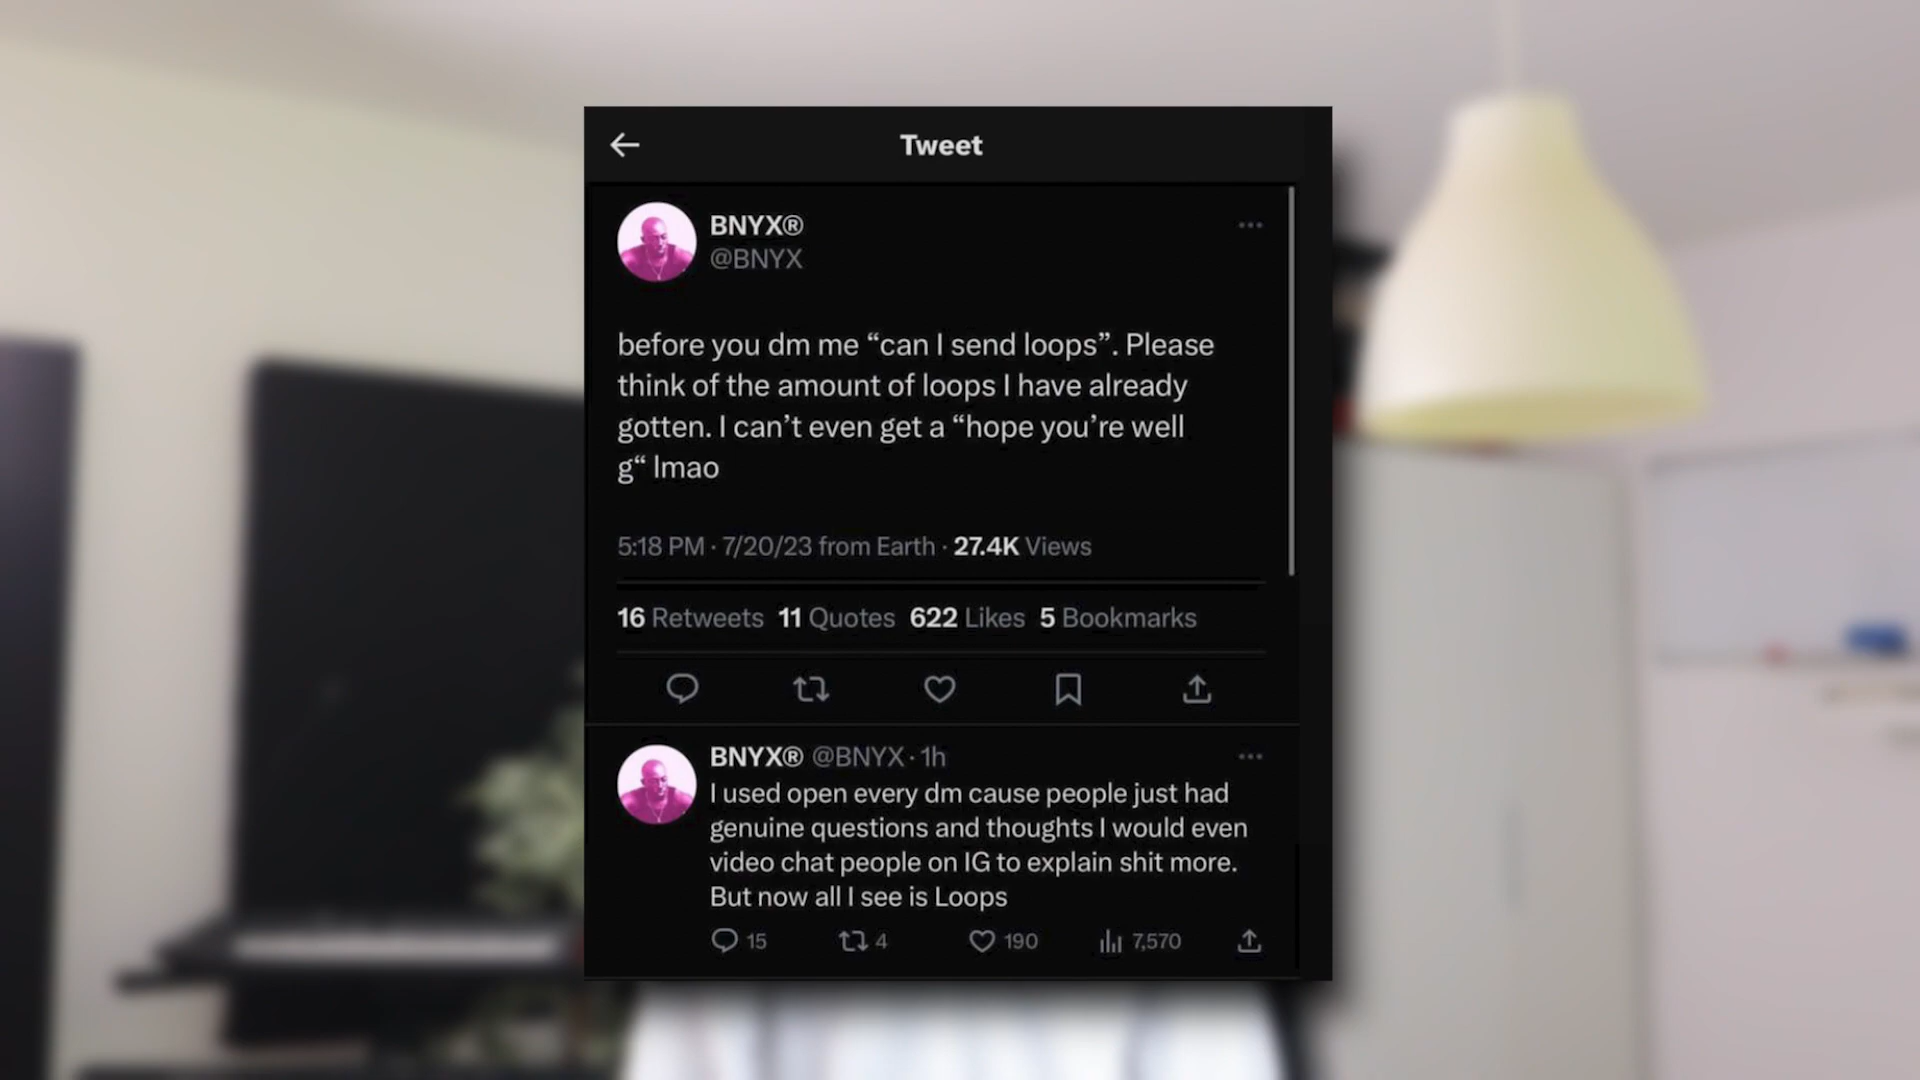 Tweet
BNYX®
@BNYX
before you dm me “can I send loops”. Please
think of the amount of loops I have already
gotten. I can’t even get a “hope you’re well
g“ lmao
5:18 PM · 7/20/23 from Earth · 27.4K Views
16 Retweets 11 Quotes 622 Likes 5 Bookmarks
BNYX® @BNYX · 1h
I used open every dm cause people just had
genuine questions and thoughts I would even
video chat people on IG to explain shit more.
But now all I see is Loops
15 4 190 7,570